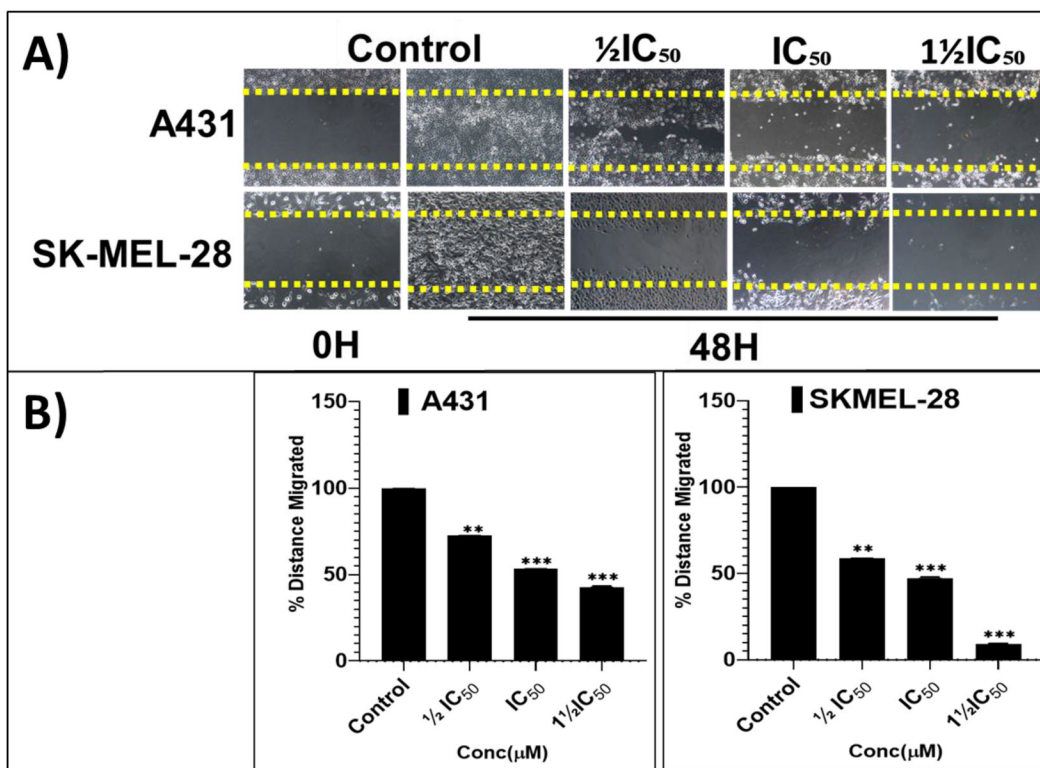 A)
Control ½IC₅₀ IC₅₀ 1½IC₅₀
A431
SK-MEL-28
0H 48H
B)
A431
150
100
50
0
% Distance Migrated
**
***
***
Control
½ IC₅₀
IC₅₀
1½IC₅₀
Conc(μM)
SKMEL-28
150
100
50
0
% Distance Migrated
**
***
***
Control
½ IC₅₀
IC₅₀
1½IC₅₀
Conc(μM)